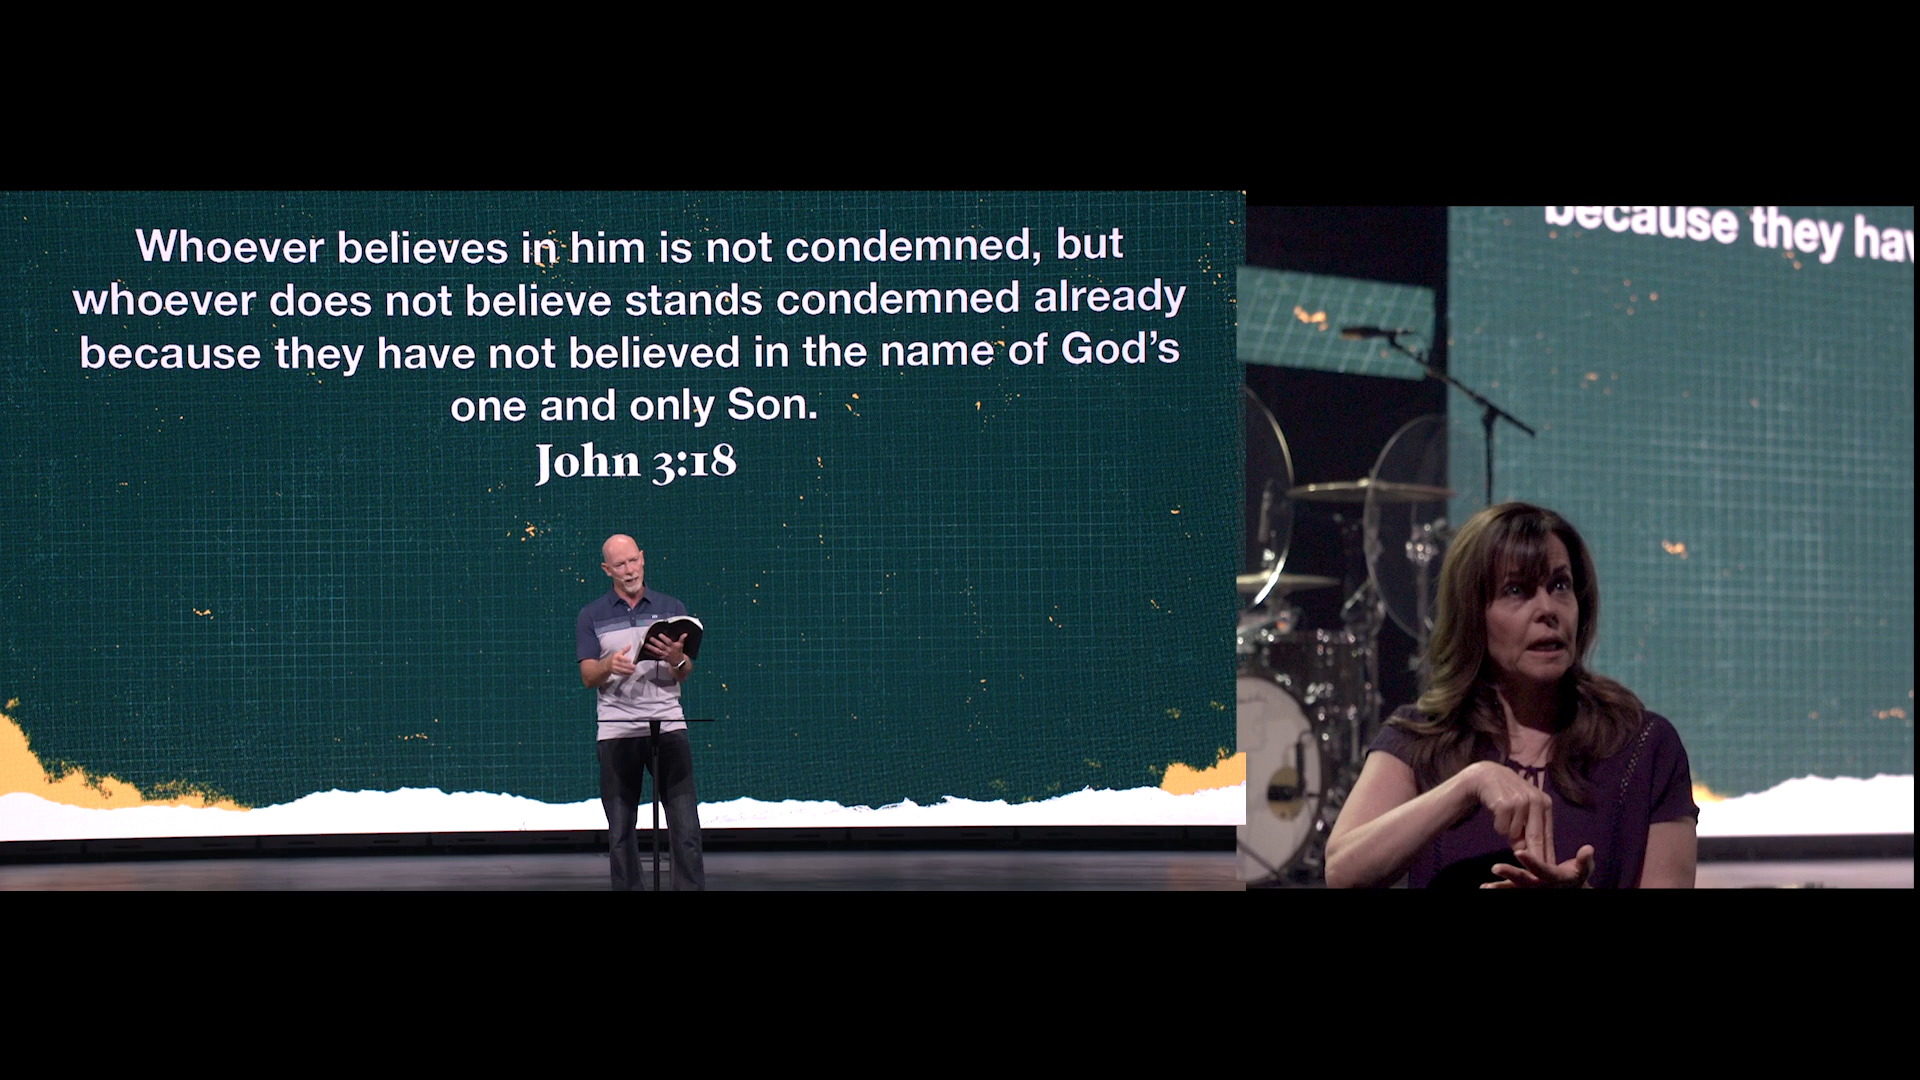 Whoever believes in him is not condemned, but
whoever does not believe stands condemned already
because they have not believed in the name of God’s
one and only Son.
John 3:18
because they hav